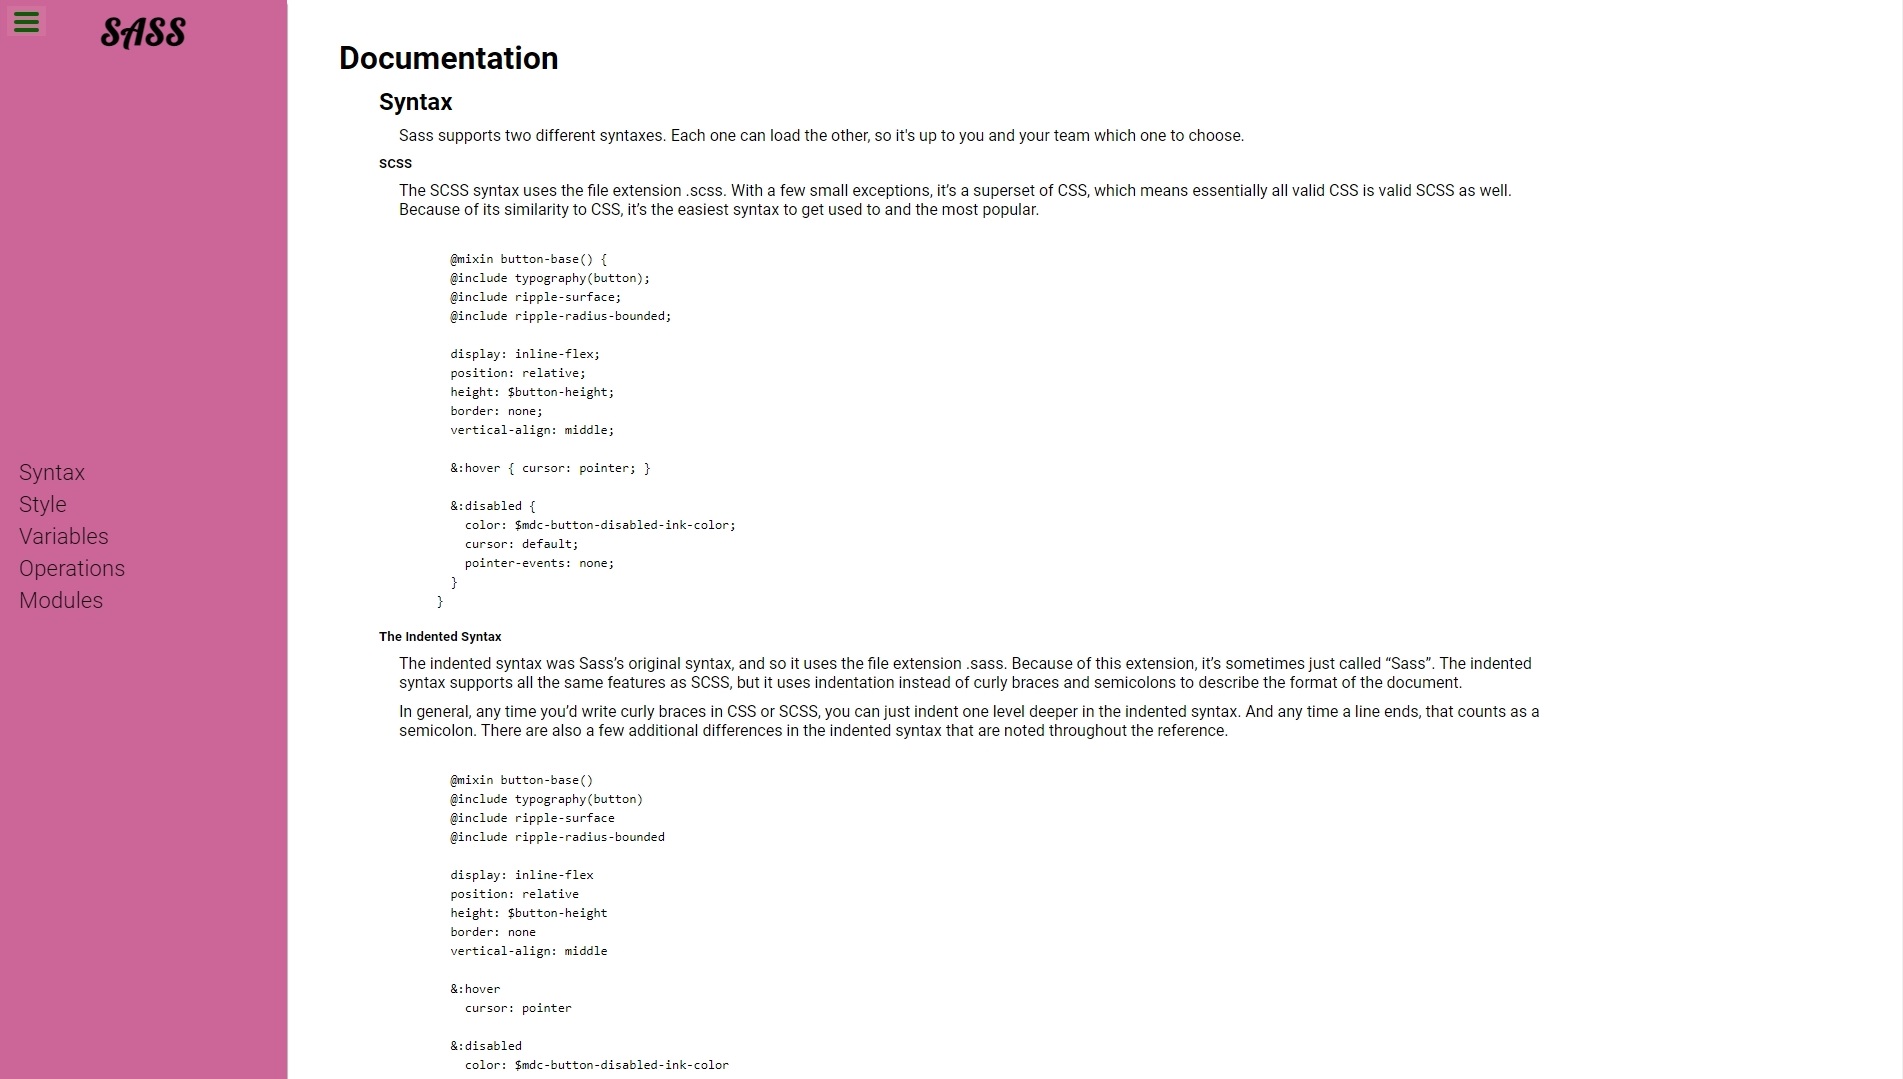 SASS
Syntax
Style
Variables
Operations
Modules
Documentation
Syntax
Sass supports two different syntaxes. Each one can load the other, so it's up to you and your team which one to choose.
SCSS
The SCSS syntax uses the file extension .scss. With a few small exceptions, it’s a superset of CSS, which means essentially all valid CSS is valid SCSS as well.
Because of its similarity to CSS, it’s the easiest syntax to get used to and the most popular.
@mixin button-base() {
@include typography(button);
@include ripple-surface;
@include ripple-radius-bounded;
display: inline-flex;
position: relative;
height: $button-height;
border: none;
vertical-align: middle;
&:hover { cursor: pointer; }
&:disabled {
color: $mdc-button-disabled-ink-color;
cursor: default;
pointer-events: none;
}
}
The Indented Syntax
The indented syntax was Sass’s original syntax, and so it uses the file extension .sass. Because of this extension, it’s sometimes just called “Sass”. The indented
syntax supports all the same features as SCSS, but it uses indentation instead of curly braces and semicolons to describe the format of the document.
In general, any time you’d write curly braces in CSS or SCSS, you can just indent one level deeper in the indented syntax. And any time a line ends, that counts as a
semicolon. There are also a few additional differences in the indented syntax that are noted throughout the reference.
@mixin button-base()
@include typography(button)
@include ripple-surface
@include ripple-radius-bounded
display: inline-flex
position: relative
height: $button-height
border: none
vertical-align: middle
&:hover
cursor: pointer
&:disabled
color: $mdc-button-disabled-ink-color